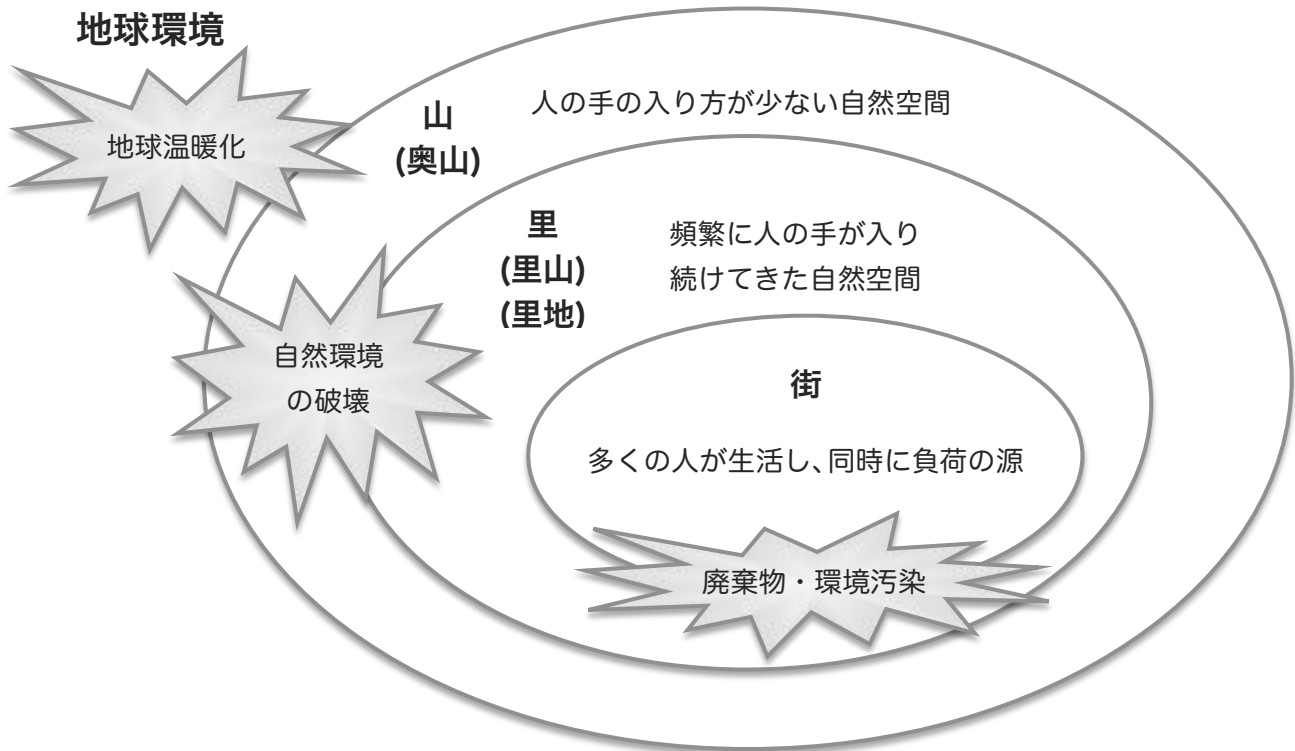 地球環境
地球温暖化
山
(奥山)
人の手の入り方が少ない自然空間
里
(里山)
(里地)
頻繁に人の手が入り
続けてきた自然空間
自然環境
の破壊
街
多くの人が生活し、同時に負荷の源
廃棄物・環境汚染